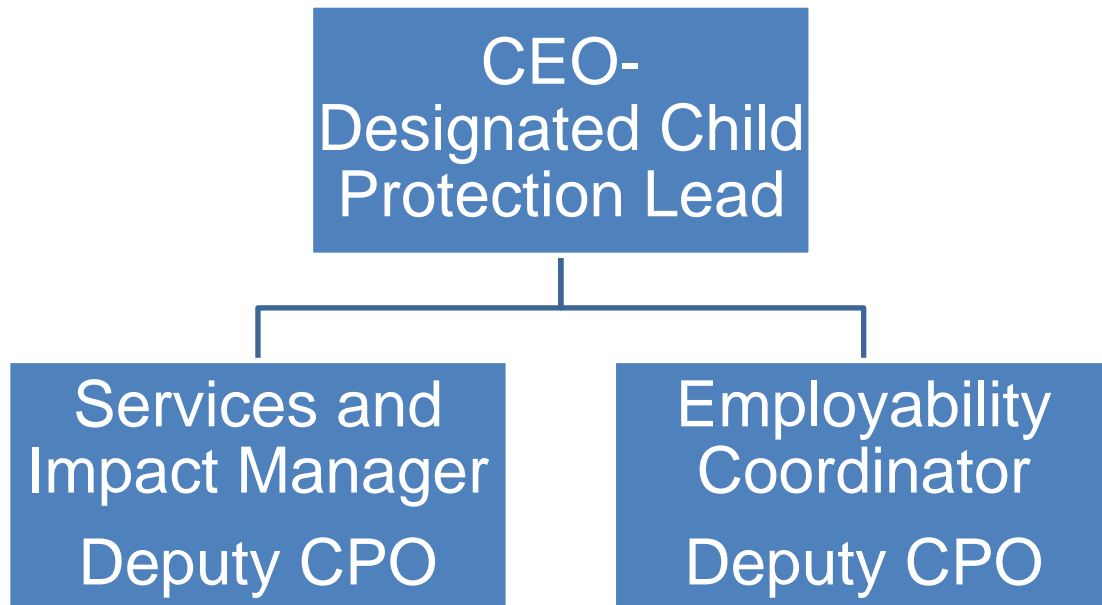 CEO-
Designated Child
Protection Lead
Services and
Impact Manager
Deputy CPO
Employability
Coordinator
Deputy CPO